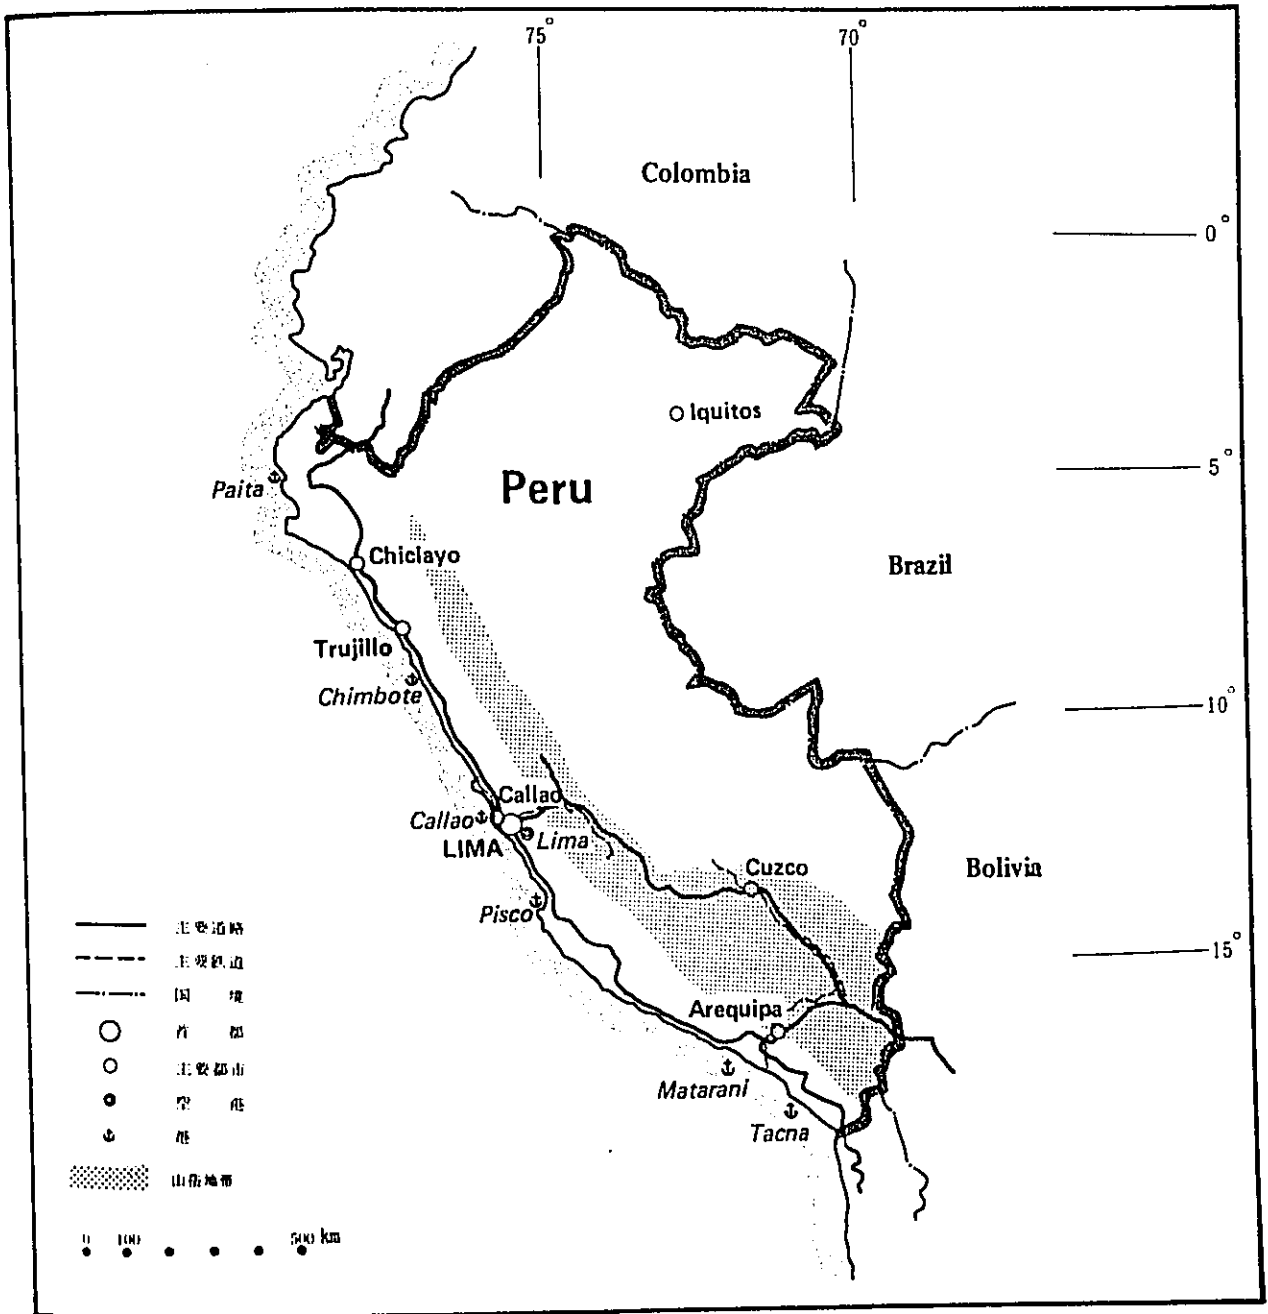 75°
70°
Colombia
0°
Iquitos
5°
Paita
Peru
Chiclayo
Brazil
Trujillo
Chimbote
10°
Callao
Callao
Lima
LIMA
Cuzco
Bolivia
Pisco
主要道路
15°
主要鉄道
国境
Arequipa
首都
主要都市
Matarani
空港
Tacna
港
山岳地帯
0 100 500 km